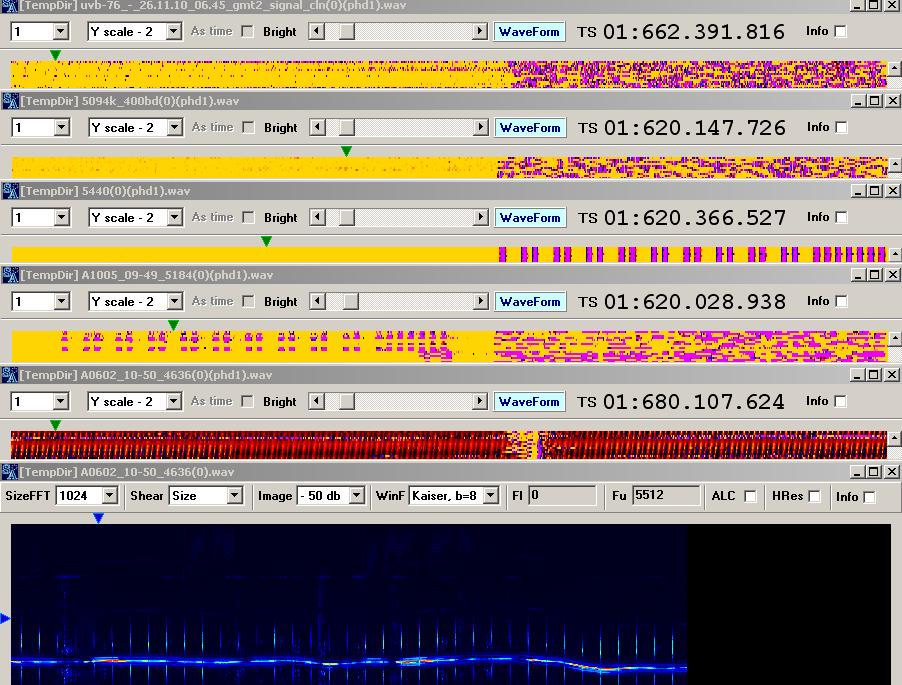 [TempDir] uvb-76_-_26.11.10_06.45_gmt2_signal_cln(0)(phd1).wav
1 Y scale - 2 As time Bright WaveForm TS 01:662.391.816 Info
[TempDir] 5094k_400bd(0)(phd1).wav
1 Y scale - 2 As time Bright WaveForm TS 01:620.147.726 Info
[TempDir] 5440(0)(phd1).wav
1 Y scale - 2 As time Bright WaveForm TS 01:620.366.527 Info
[TempDir] A1005_09-49_5184(0)(phd1).wav
1 Y scale - 2 As time Bright WaveForm TS 01:620.028.938 Info
[TempDir] A0602_10-50_4636(0)(phd1).wav
1 Y scale - 2 As time Bright WaveForm TS 01:680.107.624 Info
[TempDir] A0602_10-50_4636(0).wav
SizeFFT 1024 Shear Size Image - 50 db WinF Kaiser, b=8 Fl 0 Fu 5512 ALC HRes Info